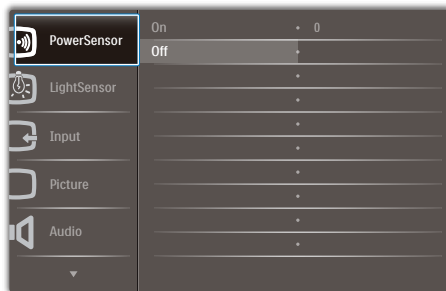 PowerSensor
On 0
Off
LightSensor
Input
Picture
Audio